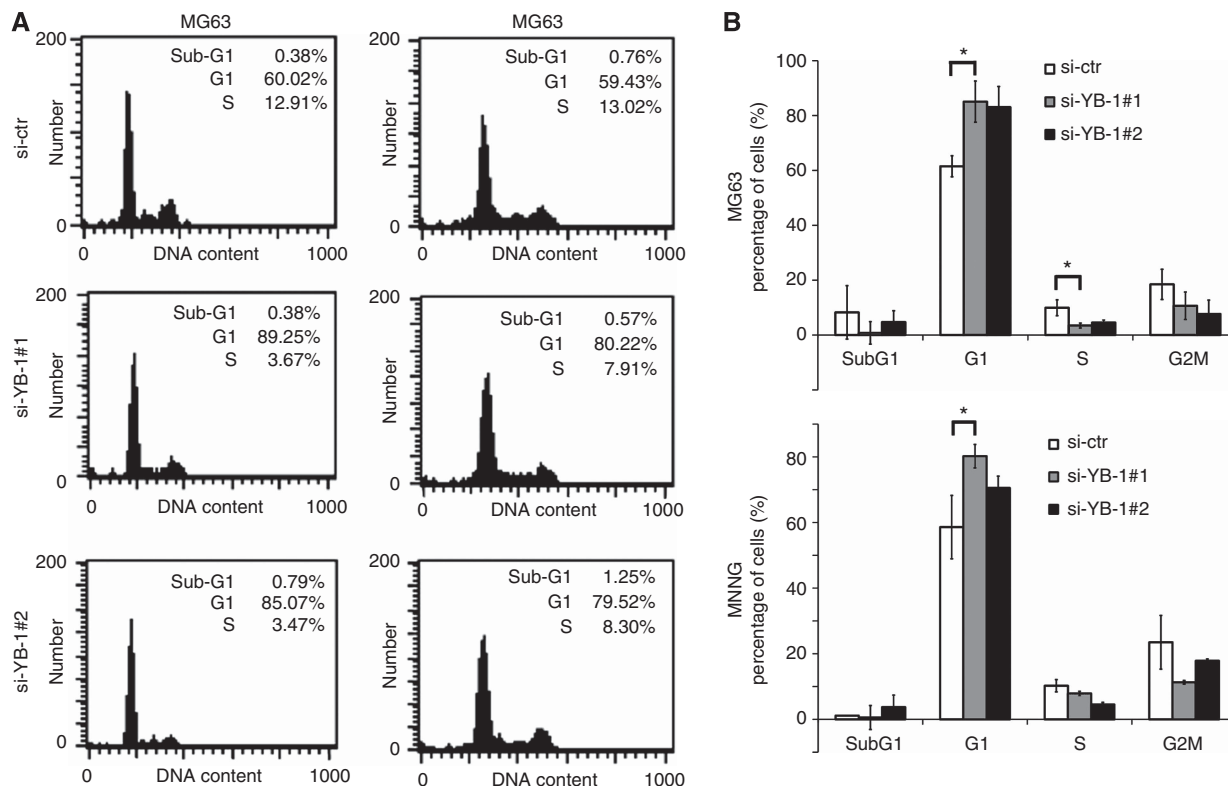 A
MG63
si-ctr
Number
200
0
Sub-G1 0.38%
G1 60.02%
S 12.91%
0 DNA content 1000
MG63
Number
200
0
Sub-G1 0.76%
G1 59.43%
S 13.02%
0 DNA content 1000
si-YB-1#1
Number
200
0
Sub-G1 0.38%
G1 89.25%
S 3.67%
0 DNA content 1000
Number
200
0
Sub-G1 0.57%
G1 80.22%
S 7.91%
0 DNA content 1000
si-YB-1#2
Number
200
0
Sub-G1 0.79%
G1 85.07%
S 3.47%
0 DNA content 1000
Number
200
0
Sub-G1 1.25%
G1 79.52%
S 8.30%
0 DNA content 1000
B
MG63
percentage of cells (%)
100
80
60
40
20
0
*
*
si-ctr
si-YB-1#1
si-YB-1#2
SubG1 G1 S G2M
MNNG
percentage of cells (%)
80
60
40
20
0
*
si-ctr
si-YB-1#1
si-YB-1#2
SubG1 G1 S G2M